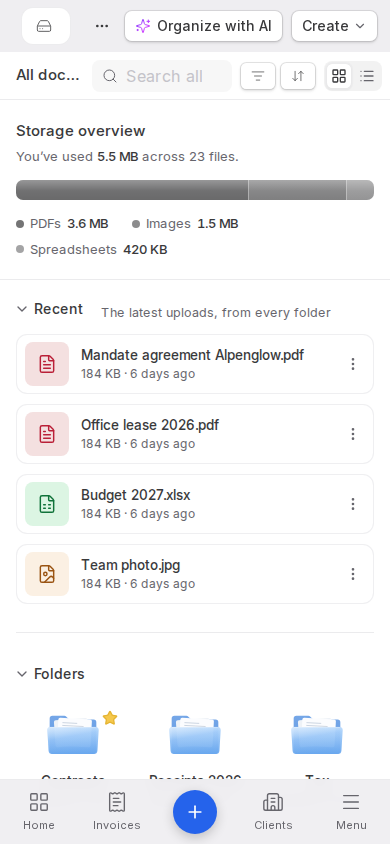 Organize with AI
Create
All doc...
Search all
Storage overview
You've used 5.5 MB across 23 files.
PDFs 3.6 MB
Images 1.5 MB
Spreadsheets 420 KB
Recent
The latest uploads, from every folder
Mandate agreement Alpenglow.pdf
184 KB · 6 days ago
Office lease 2026.pdf
184 KB · 6 days ago
Budget 2027.xlsx
184 KB · 6 days ago
Team photo.jpg
184 KB · 6 days ago
Folders
Contracts
Receipts 2026
Tax
Home
Invoices
Clients
Menu